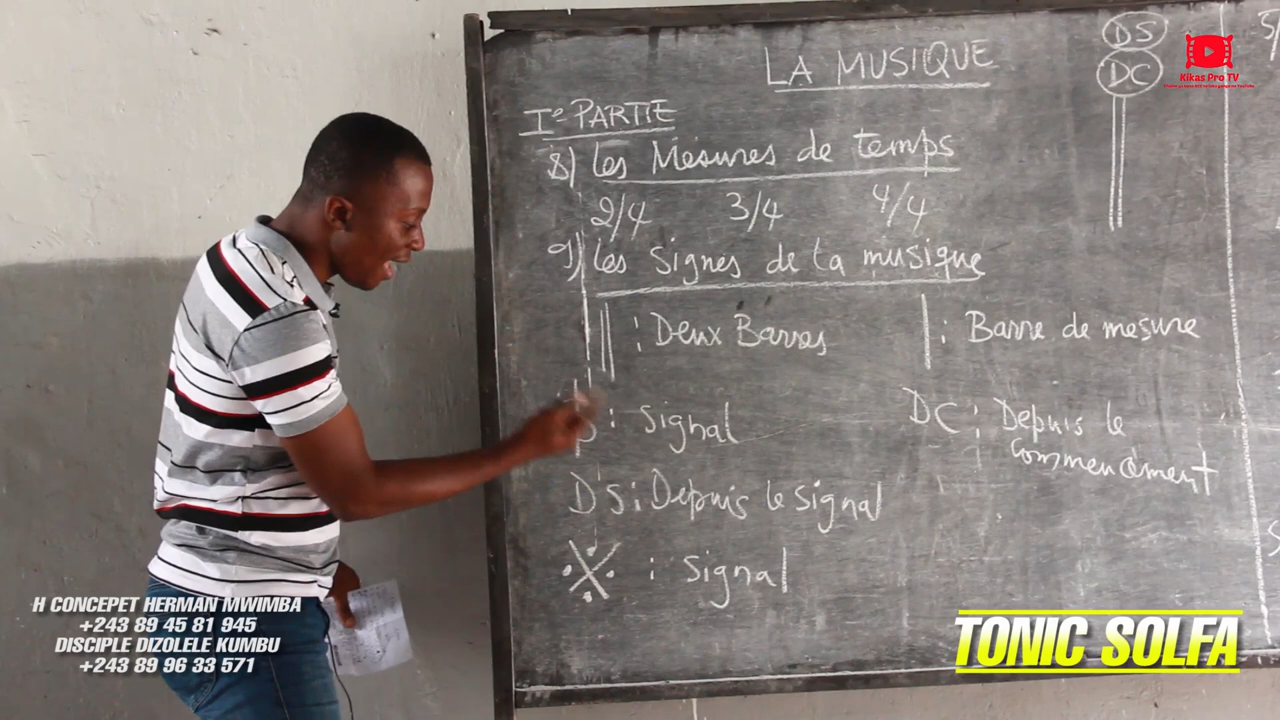 LA MUSIQUE
DS
DC
Kikas Pro TV
Ie PARTIE
8) Les Mesures de temps
2/4 3/4 4/4
9) Les Signes de la musique
|| : Deux Barres
| : Barre de mesure
S : Signal
DC : Depuis le
commencement
DS : Depuis le signal
: Signal
H CONCEPET HERMAN MWIMBA
+243 89 45 81 945
DISCIPLE DIZOLELE KUMBU
+243 89 96 33 571
TONIC SOLFA